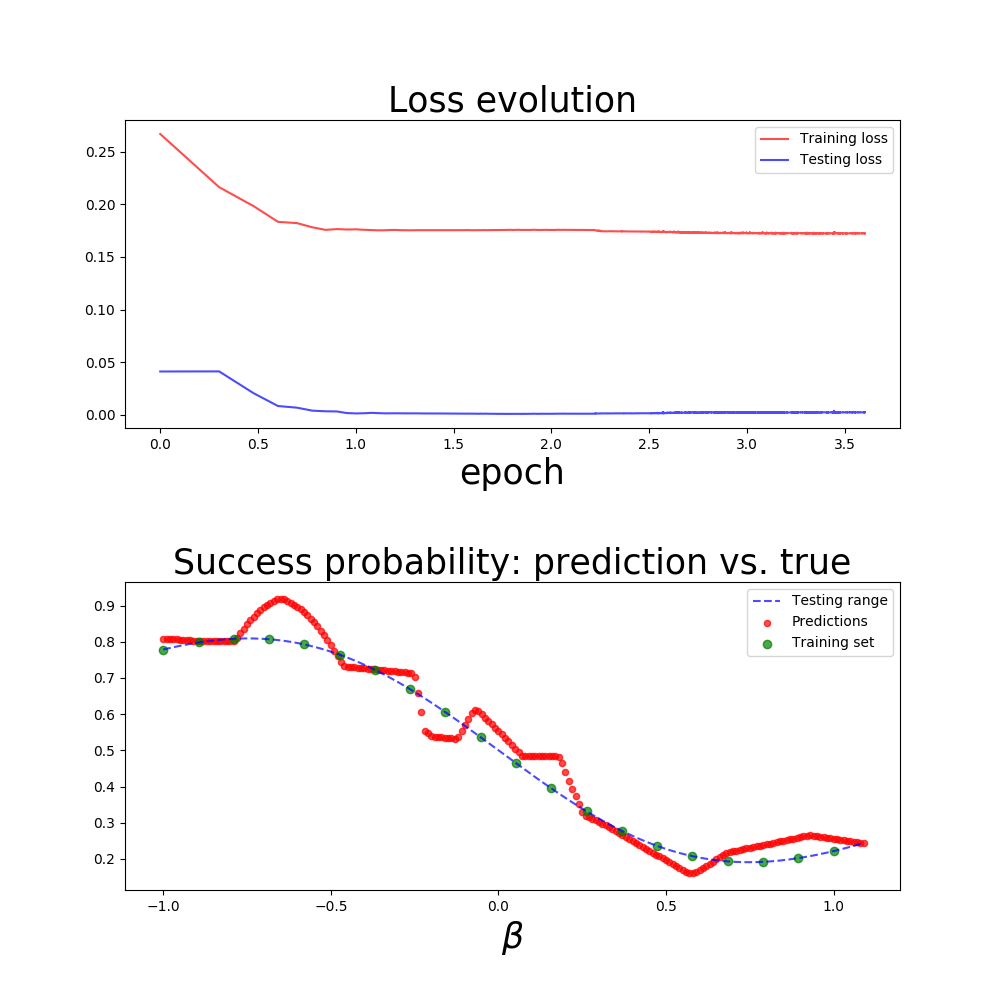 Loss evolution
0.25
0.20
0.15
0.10
0.05
0.00
Training loss
Testing loss
0.0 0.5 1.0 1.5 2.0 2.5 3.0 3.5
epoch
Success probability: prediction vs. true
0.9
0.8
0.7
0.6
0.5
0.4
0.3
0.2
Testing range
Predictions
Training set
−1.0 −0.5 0.0 0.5 1.0
β